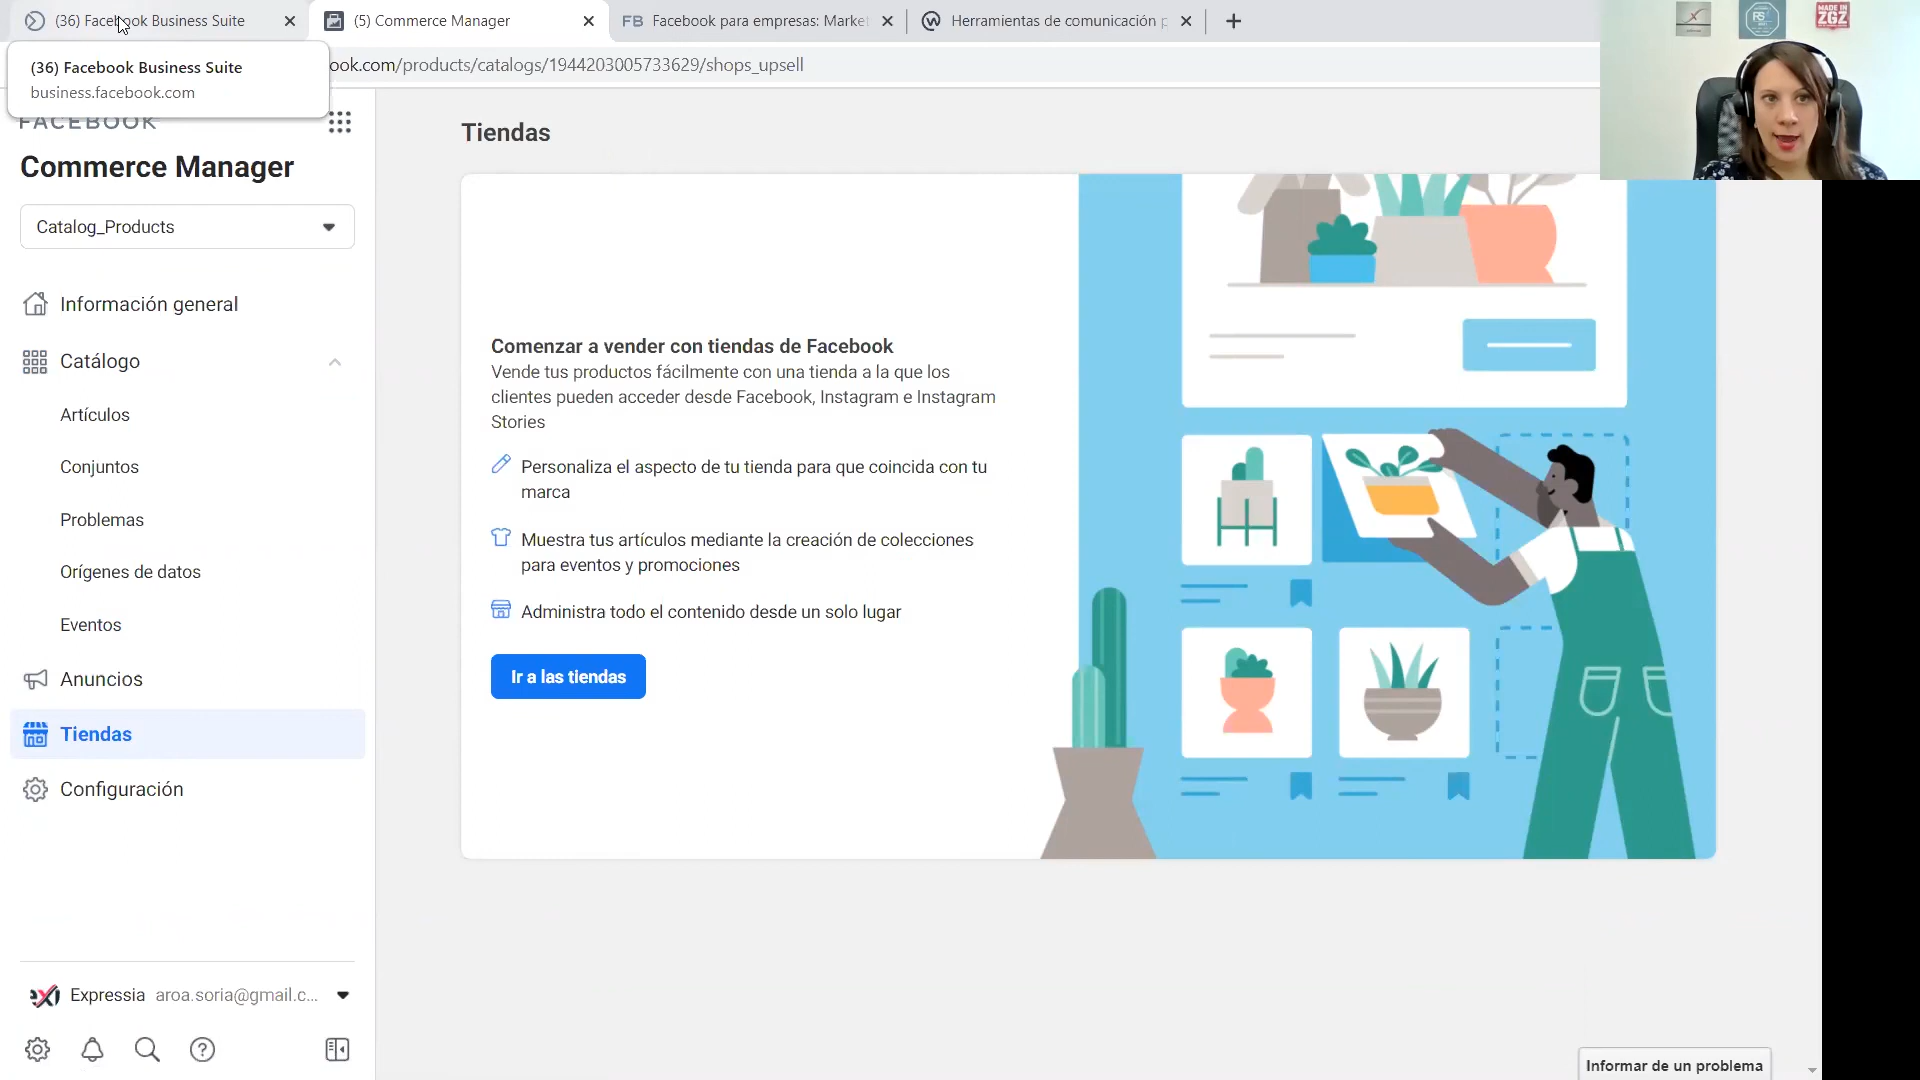 (36) Facebook Business Suite
(5) Commerce Manager
FB Facebook para empresas: Marke
Herramientas de comunicación p
(36) Facebook Business Suite
business.facebook.com
ook.com/products/catalogs/1944203005733629/shops_upsell
MADE IN
ZGZ
FACEBOOK
Commerce Manager
Catalog_Products
Información general
Catálogo
Artículos
Conjuntos
Problemas
Orígenes de datos
Eventos
Anuncios
Tiendas
Configuración
Expressia aroa.soria@gmail.c...
Tiendas
Comenzar a vender con tiendas de Facebook
Vende tus productos fácilmente con una tienda a la que los
clientes pueden acceder desde Facebook, Instagram e Instagram
Stories
Personaliza el aspecto de tu tienda para que coincida con tu
marca
Muestra tus artículos mediante la creación de colecciones
para eventos y promociones
Administra todo el contenido desde un solo lugar
Ir a las tiendas
Informar de un problema